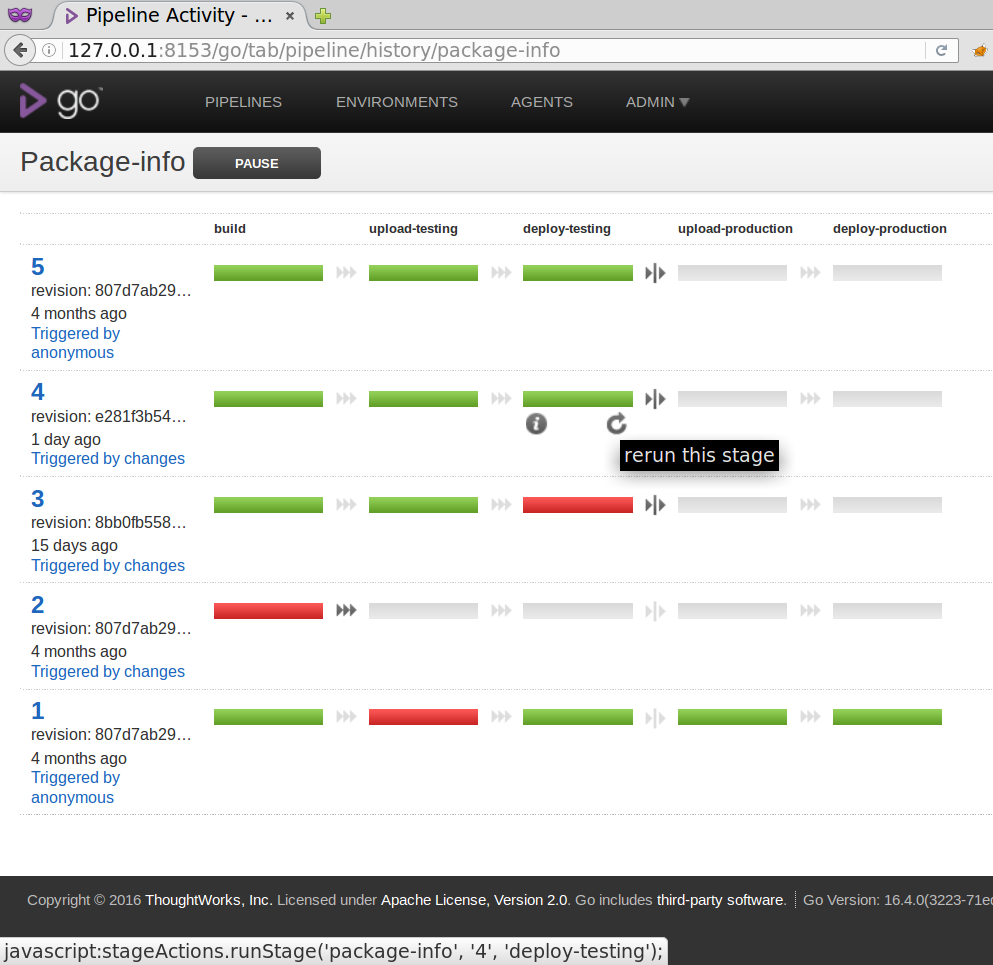 Pipeline Activity - ...
127.0.0.1:8153/go/tab/pipeline/history/package-info
go PIPELINES ENVIRONMENTS AGENTS ADMIN
Package-info PAUSE
build upload-testing deploy-testing upload-production deploy-production
5
revision: 807d7ab29...
4 months ago
Triggered by
anonymous
4
revision: e281f3b54...
1 day ago
Triggered by changes
rerun this stage
3
revision: 8bb0fb558...
15 days ago
Triggered by changes
2
revision: 807d7ab29...
4 months ago
Triggered by changes
1
revision: 807d7ab29...
4 months ago
Triggered by
anonymous
Copyright © 2016 ThoughtWorks, Inc. Licensed under Apache License, Version 2.0. Go includes third-party software. Go Version: 16.4.0(3223-71e
javascript:stageActions.runStage('package-info', '4', 'deploy-testing');